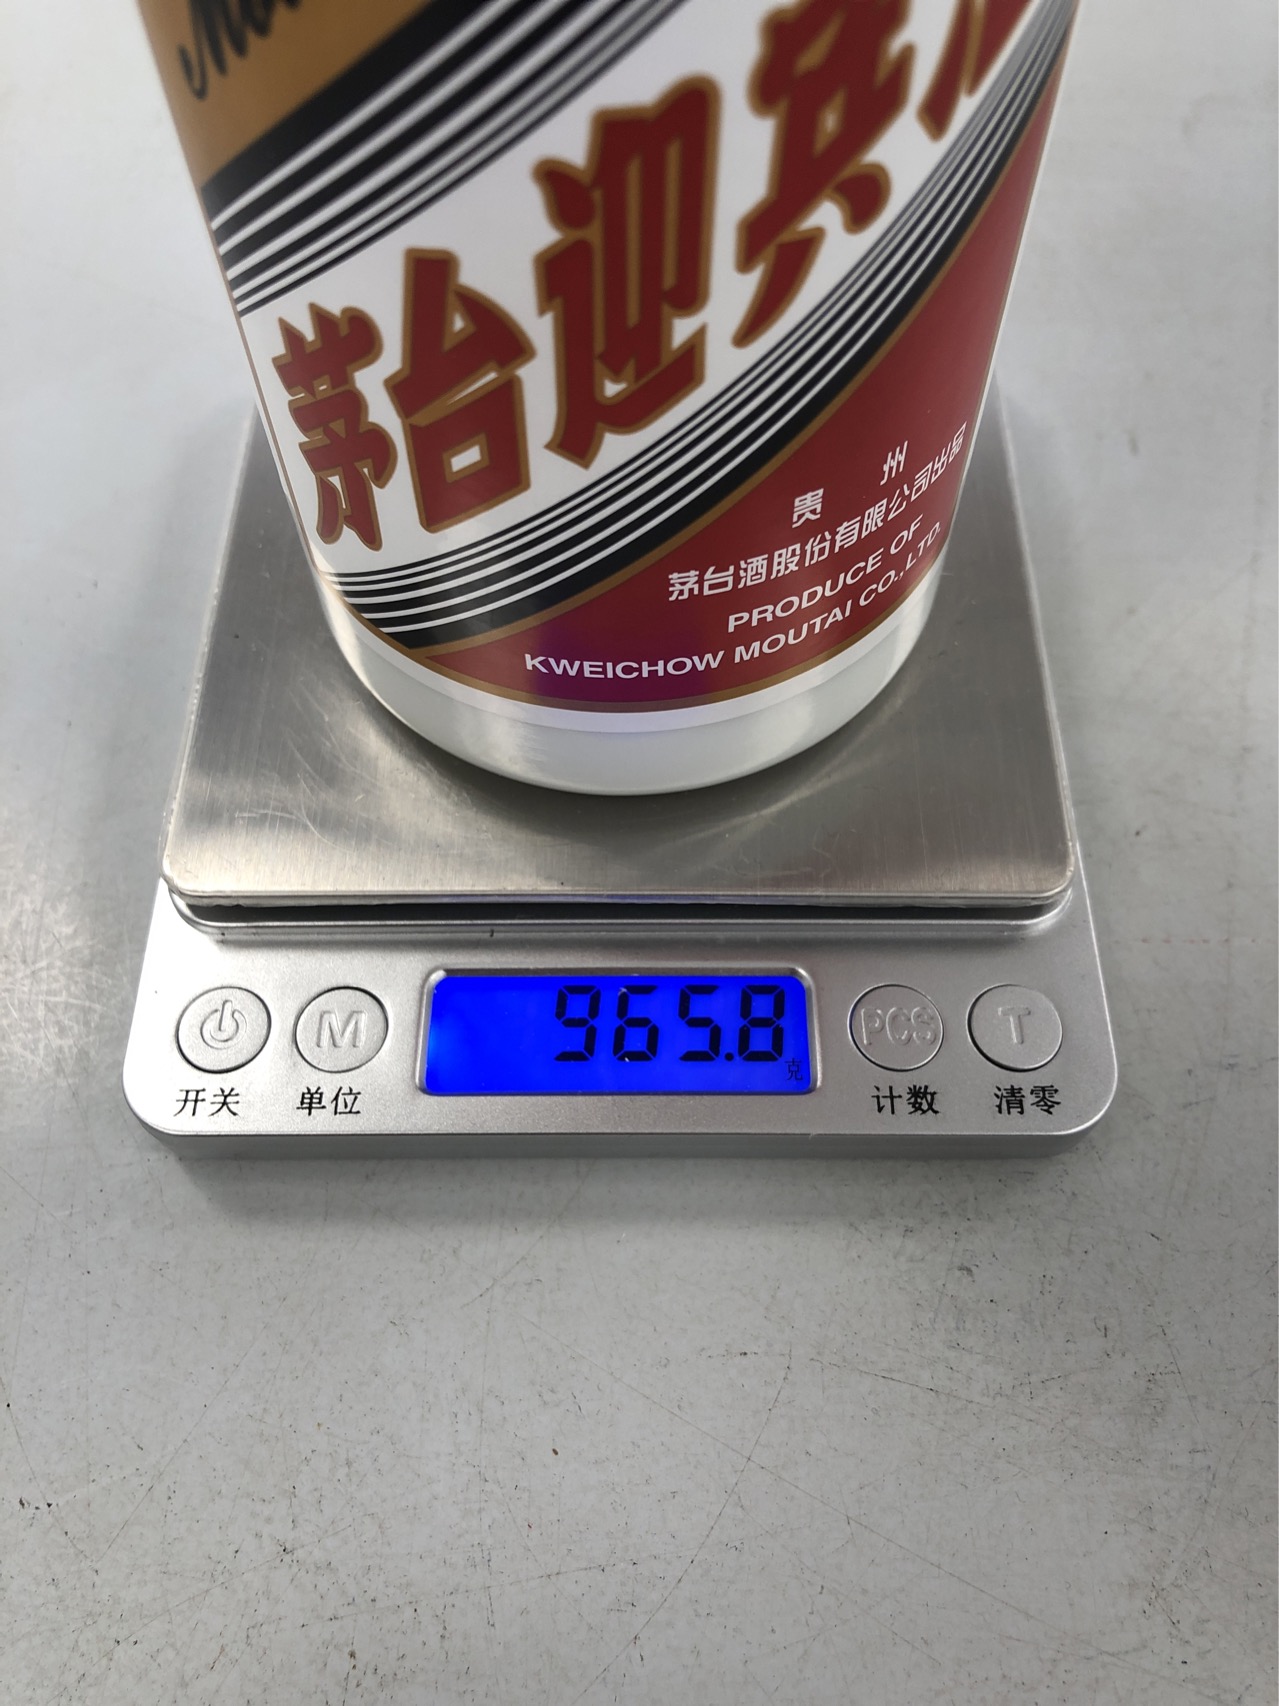 茅台迎宾
贵州
茅台酒股份有限公司出品
PRODUCE OF
KWEICHOW MOUTAI CO.,LTD.
965.8
克
M PCS T
开关 单位 计数 清零